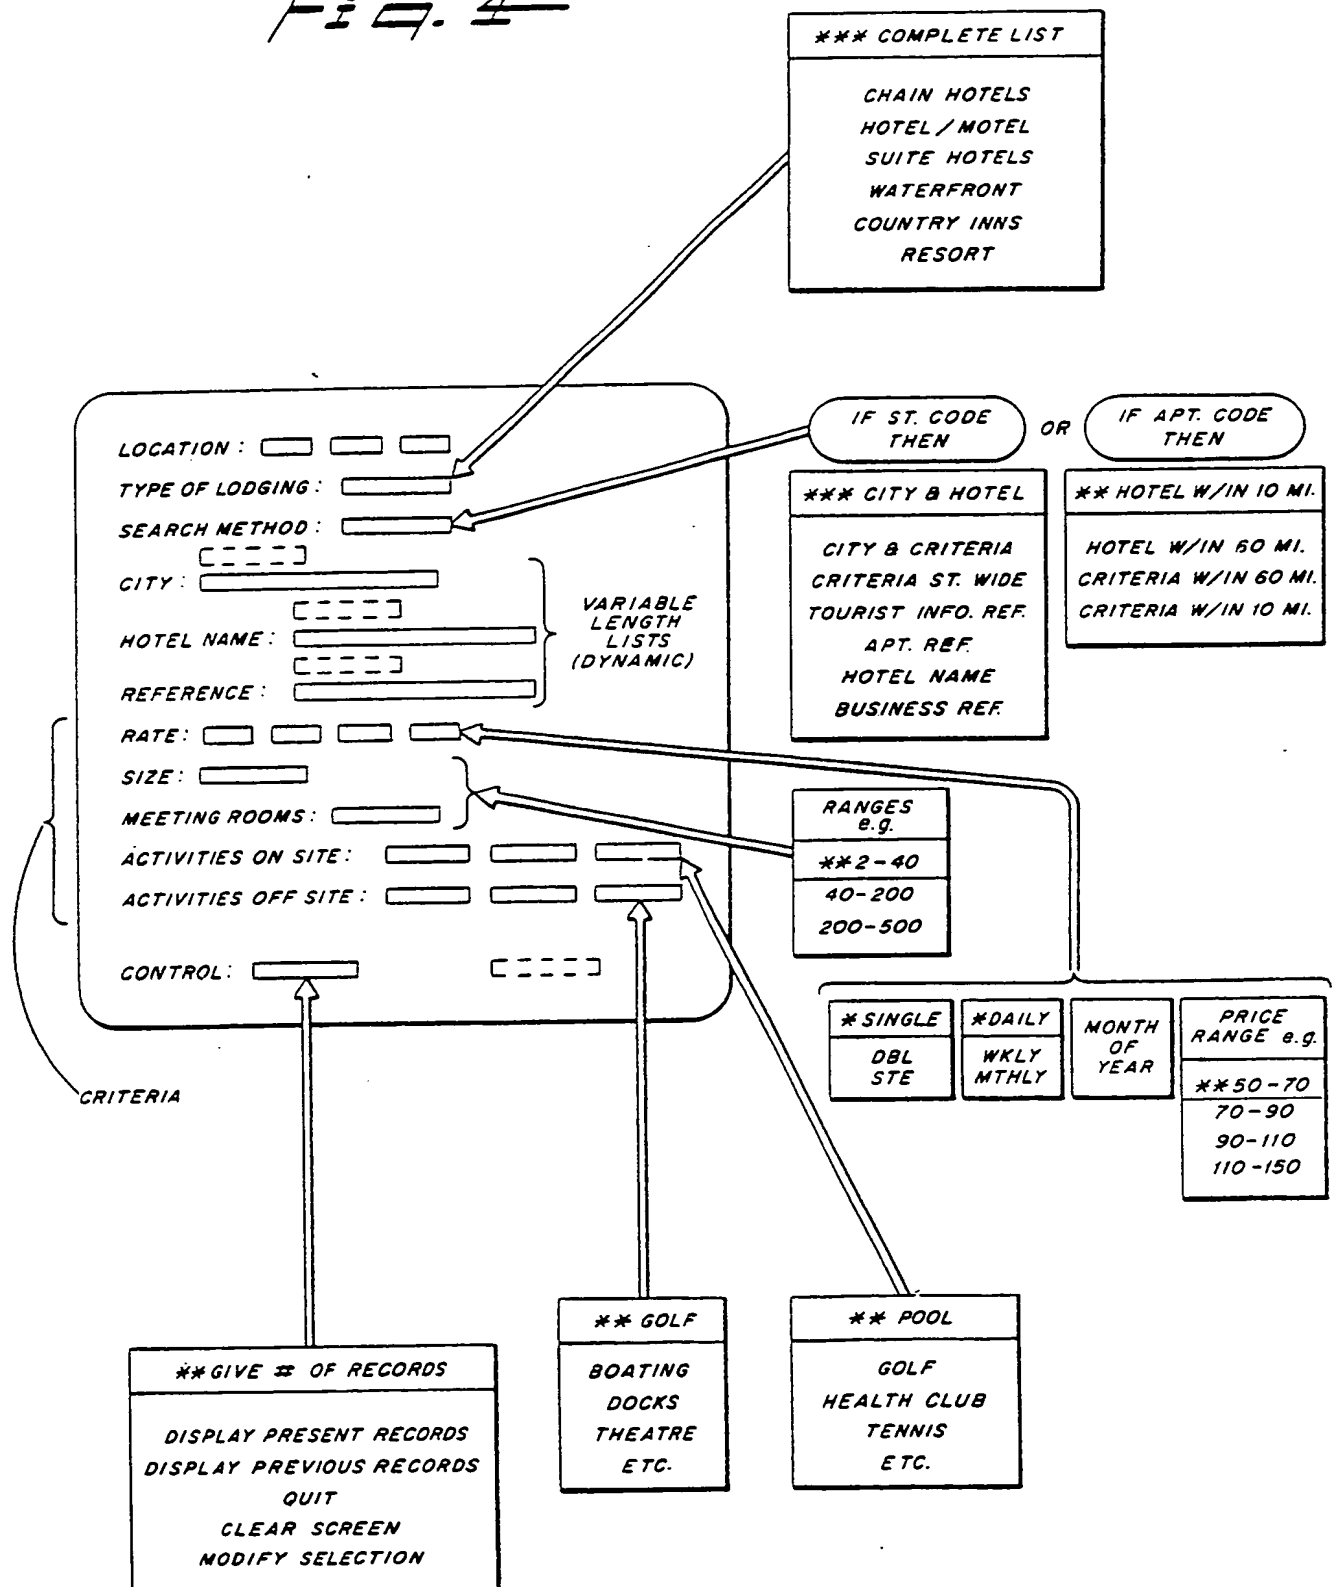 Fig. 4
*** COMPLETE LIST
CHAIN HOTELS
HOTEL / MOTEL
SUITE HOTELS
WATERFRONT
COUNTRY INNS
RESORT
LOCATION:
TYPE OF LODGING:
SEARCH METHOD:
CITY:
HOTEL NAME:
REFERENCE:
VARIABLE
LENGTH
LISTS
(DYNAMIC)
RATE:
SIZE:
MEETING ROOMS:
ACTIVITIES ON SITE:
ACTIVITIES OFF SITE:
CONTROL:
CRITERIA
IF ST. CODE
THEN
OR
IF APT. CODE
THEN
*** CITY & HOTEL
CITY & CRITERIA
CRITERIA ST. WIDE
TOURIST INFO. REF.
APT. REF.
HOTEL NAME
BUSINESS REF.
** HOTEL W/IN 10 MI.
HOTEL W/IN 60 MI.
CRITERIA W/IN 60 MI.
CRITERIA W/IN 10 MI.
RANGES
e.g.
**2-40
40-200
200-500
*SINGLE
DBL
STE
*DAILY
WKLY
MTHLY
MONTH
OF
YEAR
PRICE
RANGE e.g.
**50-70
70-90
90-110
110-150
**GIVE # OF RECORDS
DISPLAY PRESENT RECORDS
DISPLAY PREVIOUS RECORDS
QUIT
CLEAR SCREEN
MODIFY SELECTION
** GOLF
BOATING
DOCKS
THEATRE
ETC.
** POOL
GOLF
HEALTH CLUB
TENNIS
ETC.